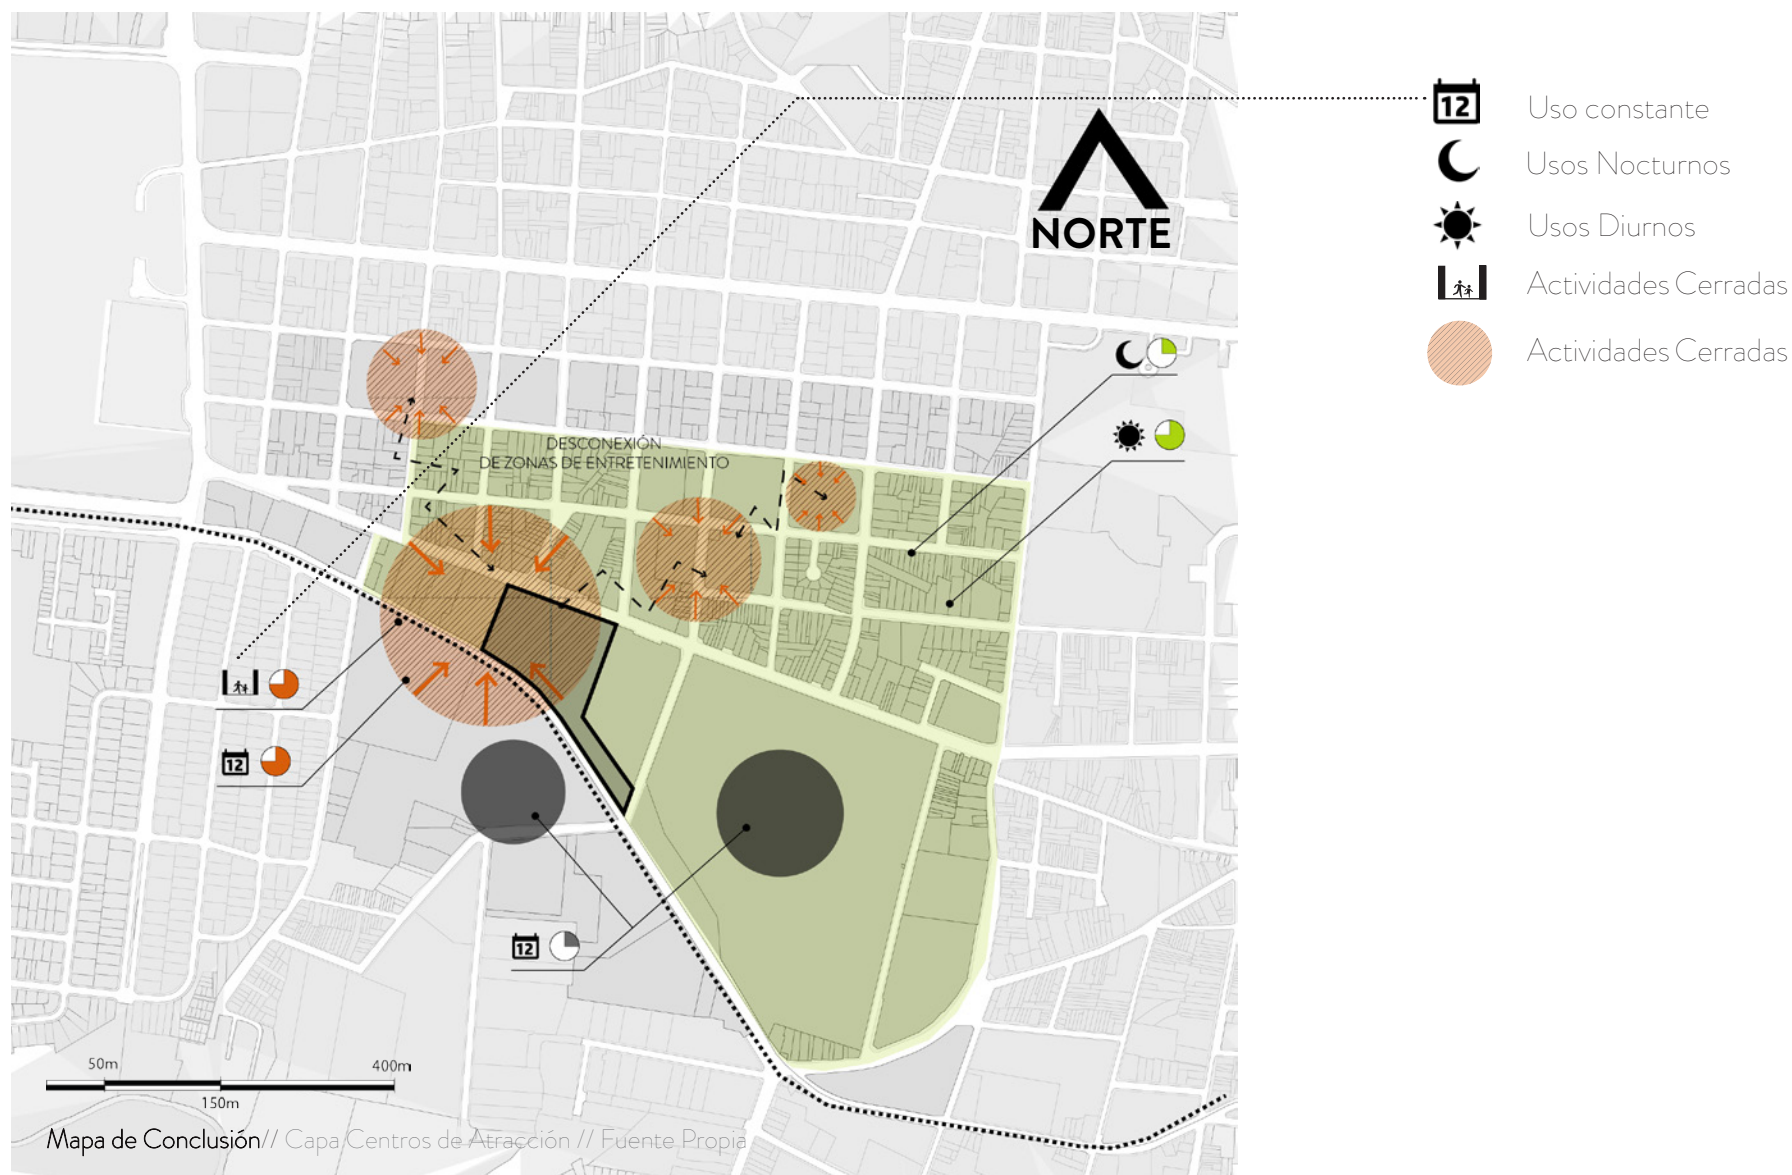 12 Uso constante
Usos Nocturnos
Usos Diurnos
Actividades Cerradas
Actividades Cerradas
NORTE
DESCONEXIÓN
DE ZONAS DE ENTRETENIMIENTO
12
12
50m
400m
150m
Mapa de Conclusión// Capa Centros de Atracción // Fuente Propia